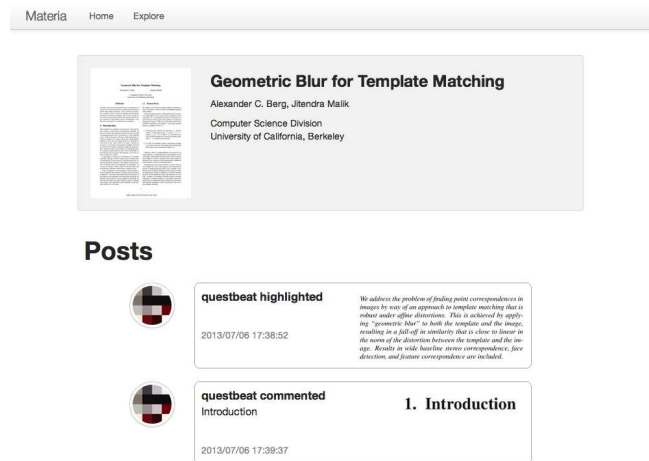 Materia Home Explore
Geometric Blur for Template Matching
Alexander C. Berg, Jitendra Malik
Computer Science Division
University of California, Berkeley
Posts
questbeat highlighted
2013/07/06 17:38:52
We address the problem of finding point correspondences in
images by way of an approach to template matching that is
robust under affine distortions. This is achieved by apply-
ing "geometric blur" to both the template and the image,
resulting in a fall-off in similarity that is close to linear in
the norm of the distortion between the template and the im-
age. Results in wide baseline stereo correspondence, face
detection, and feature correspondence are included.
questbeat commented
Introduction
2013/07/06 17:39:37
1. Introduction